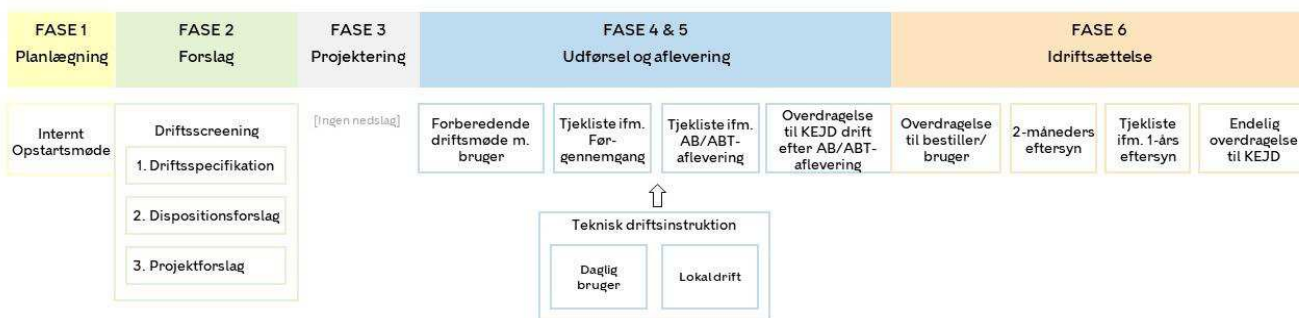 FASE 1
Planlægning
FASE 2
Forslag
FASE 3
Projektering
FASE 4 & 5
Udførsel og aflevering
FASE 6
Idriftsættelse
Internt
Opstartsmøde
Driftsscreening
1. Driftsspecifikation
2. Dispositionsforslag
3. Projektforslag
[Ingen nedslag]
Forberedende
driftsmøde m.
bruger
Tjekliste ifm.
Før-
gennemgang
Tjekliste ifm.
AB/ABT-
aflevering
Overdragelse
til KEJD drift
efter AB/ABT-
aflevering
Overdragelse
til bestiller/
bruger
2-måneders
eftersyn
Tjekliste
ifm. 1-års
eftersyn
Endelig
overdragelse
til KEJD
Teknisk driftsinstruktion
Daglig
bruger
Lokal drift